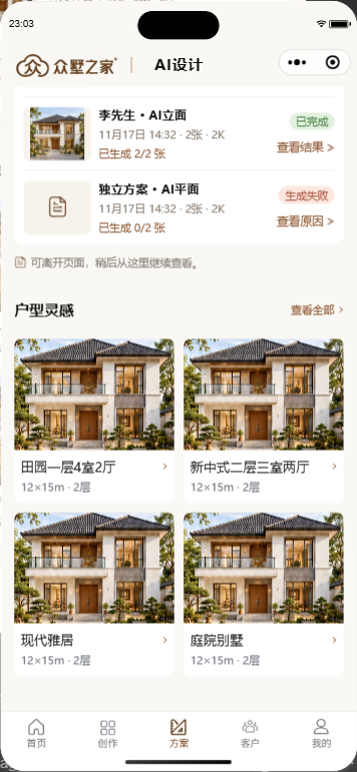 23:03
众墅之家
AI设计
李先生·AI立面
已完成
11月17日 14:32 · 2张 · 2K
已生成 2/2 张
查看结果 >
独立方案·AI平面
生成失败
11月17日 14:32 · 2张 · 2K
已生成 0/2 张
查看原因 >
可离开页面，稍后从这里继续查看。
户型灵感
查看全部 >
田园一层4室2厅 >
12×15m · 2层
新中式二层三室两厅 >
12×15m · 2层
现代雅居 >
12×15m · 2层
庭院别墅 >
12×15m · 2层
首页
创作
方案
客户
我的